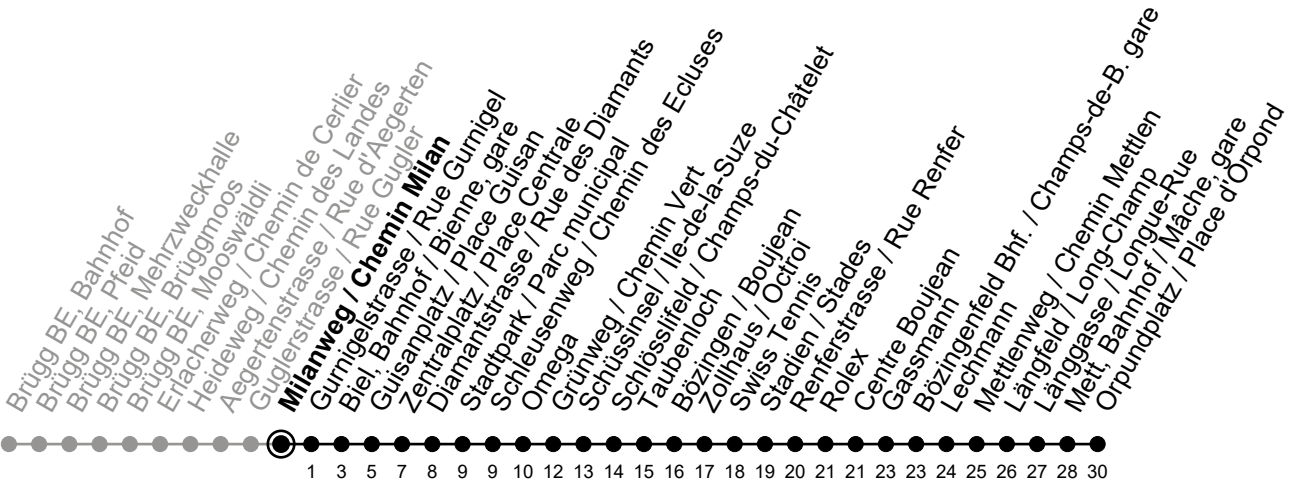 Brügg BE, Bahnhof
Brügg BE, Pfeid
Brügg BE, Mehrzweckhalle
Brügg BE, Brüggmoos
Brügg BE, Mooswäldli
Erlacherweg / Chemin de Cerlier
Heideweg / Chemin des Landes
Aegertenstrasse / Rue d'Aegerten
Guglerstrasse / Rue Gugler
Milanweg / Chemin Milan
Gurnigelstrasse / Rue Gurnigel
Biel, Bahnhof / Bienne, gare
Guisanplatz / Place Guisan
Zentralplatz / Place Centrale
Diamantstrasse / Rue des Diamants
Stadtpark / Parc municipal
Schleusenweg / Chemin des Ecluses
Omega
Grünweg / Chemin Vert
Schüssinsel / Ile-de-la-Suze
Schlösslifeld / Champs-du-Châtelet
Taubenloch
Bözingen / Boujean
Zollhaus / Octroi
Swiss Tennis
Stadien / Stades
Renferstrasse / Rue Renfer
Rolex
Centre Boujean
Gassmann
Bözingenfeld Bhf. / Champs-de-B. gare
Lechmann
Mettlenweg / Chemin Mettlen
Längfeld / Long-Champ
Länggasse / Longue-Rue
Mett, Bahnhof / Mâche, gare
Orpundplatz / Place d'Orpond
1 3 5 7 8 9 9 10 12 13 14 15 16 17 18 19 20 21 21 23 23 24 25 26 27 28 30